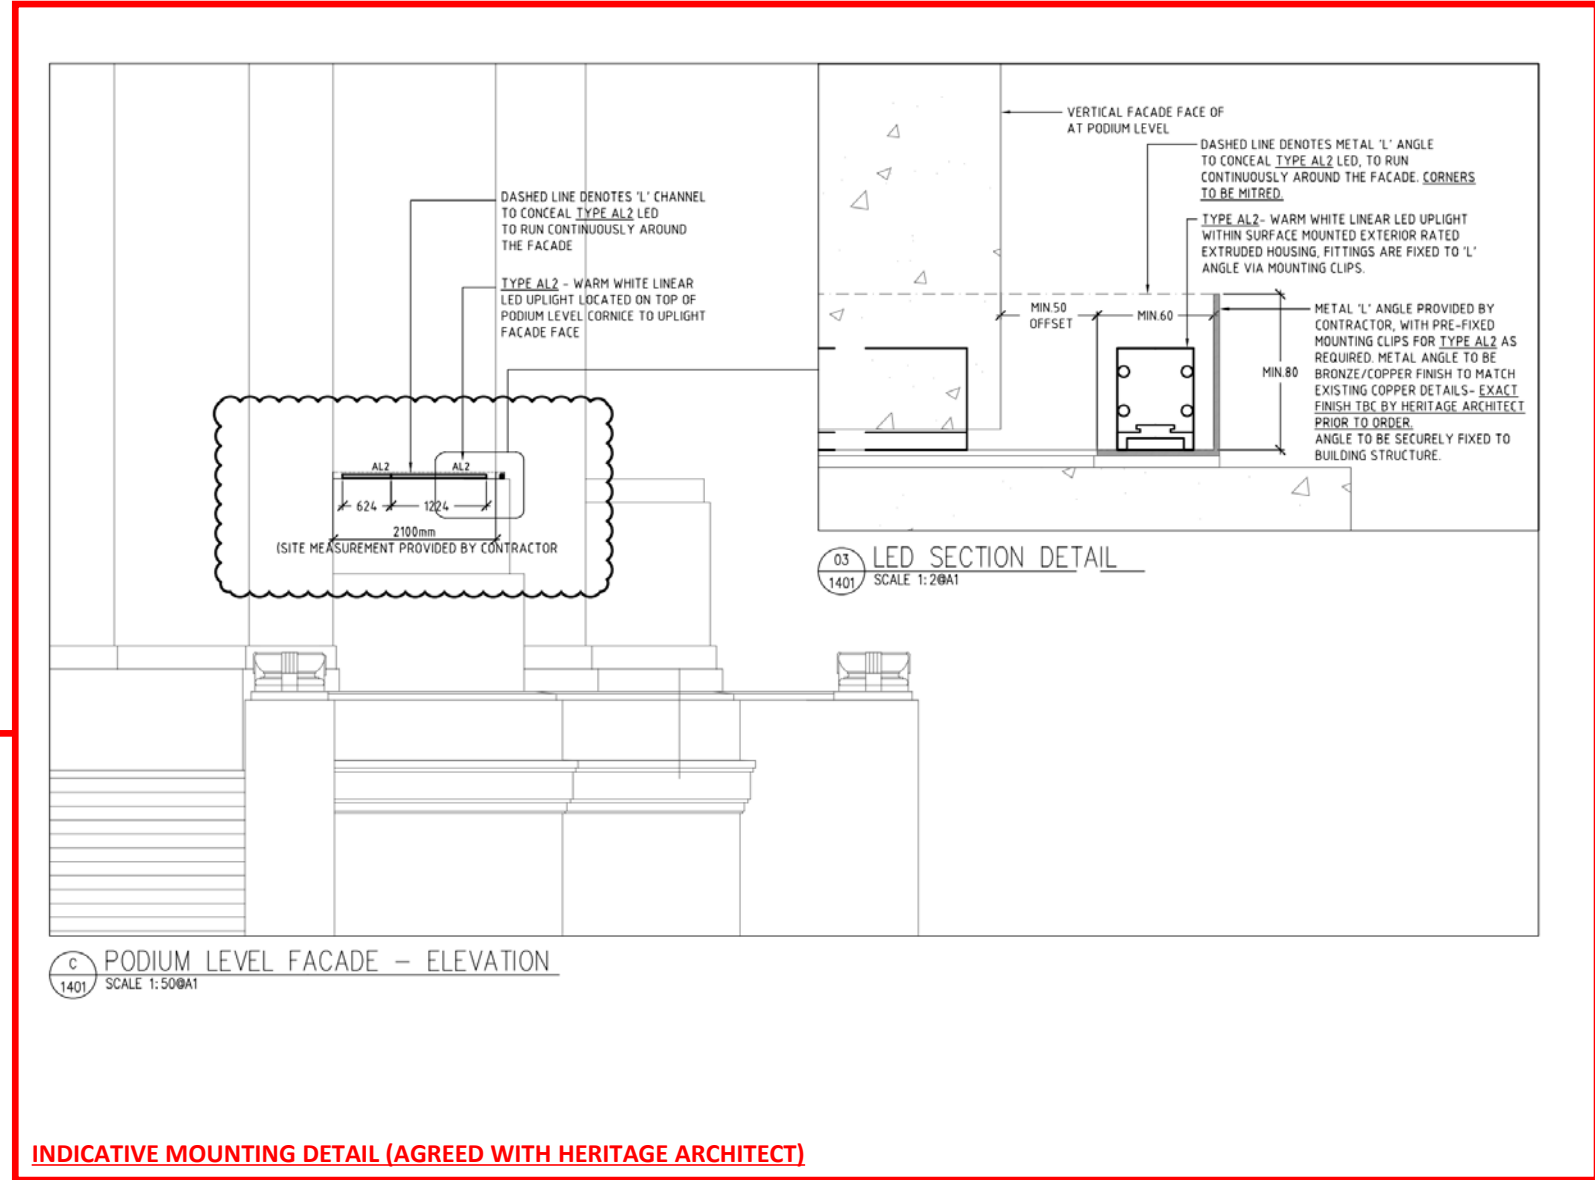 DASHED LINE DENOTES 'L' CHANNEL
TO CONCEAL TYPE AL2 LED
TO RUN CONTINUOUSLY AROUND
THE FACADE
TYPE AL2 - WARM WHITE LINEAR
LED UPLIGHT LOCATED ON TOP OF
PODIUM LEVEL CORNICE TO UPLIGHT
FACADE FACE
AL2
AL2
624
1224
2100mm
(SITE MEASUREMENT PROVIDED BY CONTRACTOR
VERTICAL FACADE FACE OF
AT PODIUM LEVEL
DASHED LINE DENOTES METAL 'L' ANGLE
TO CONCEAL TYPE AL2 LED, TO RUN
CONTINUOUSLY AROUND THE FACADE. CORNERS
TO BE MITRED.
TYPE AL2- WARM WHITE LINEAR LED UPLIGHT
WITHIN SURFACE MOUNTED EXTERIOR RATED
EXTRUDED HOUSING, FITTINGS ARE FIXED TO 'L'
ANGLE VIA MOUNTING CLIPS.
MIN.50
OFFSET
MIN.60
MIN.80
METAL 'L' ANGLE PROVIDED BY
CONTRACTOR, WITH PRE-FIXED
MOUNTING CLIPS FOR TYPE AL2 AS
REQUIRED. METAL ANGLE TO BE
BRONZE/COPPER FINISH TO MATCH
EXISTING COPPER DETAILS- EXACT
FINISH TBC BY HERITAGE ARCHITECT
PRIOR TO ORDER.
ANGLE TO BE SECURELY FIXED TO
BUILDING STRUCTURE.
03
1401
LED SECTION DETAIL
SCALE 1:2@A1
C
1401
PODIUM LEVEL FACADE - ELEVATION
SCALE 1:50@A1
INDICATIVE MOUNTING DETAIL (AGREED WITH HERITAGE ARCHITECT)